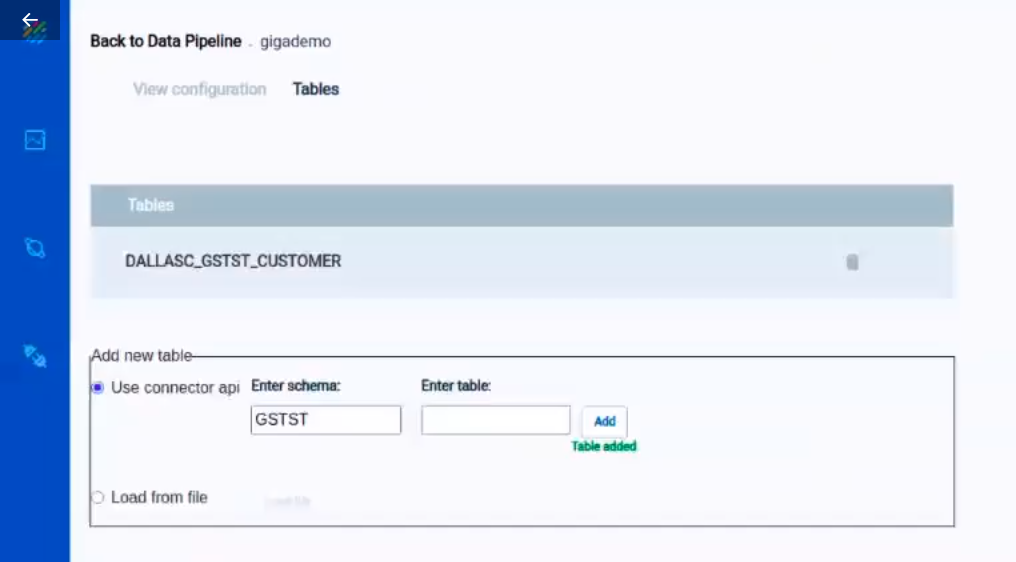 Back to Data Pipeline . gigademo
View configuration Tables
Tables
DALLASC_GSTST_CUSTOMER
Add new table
Use connector api Enter schema: Enter table:
GSTST Add
Table added
Load from file